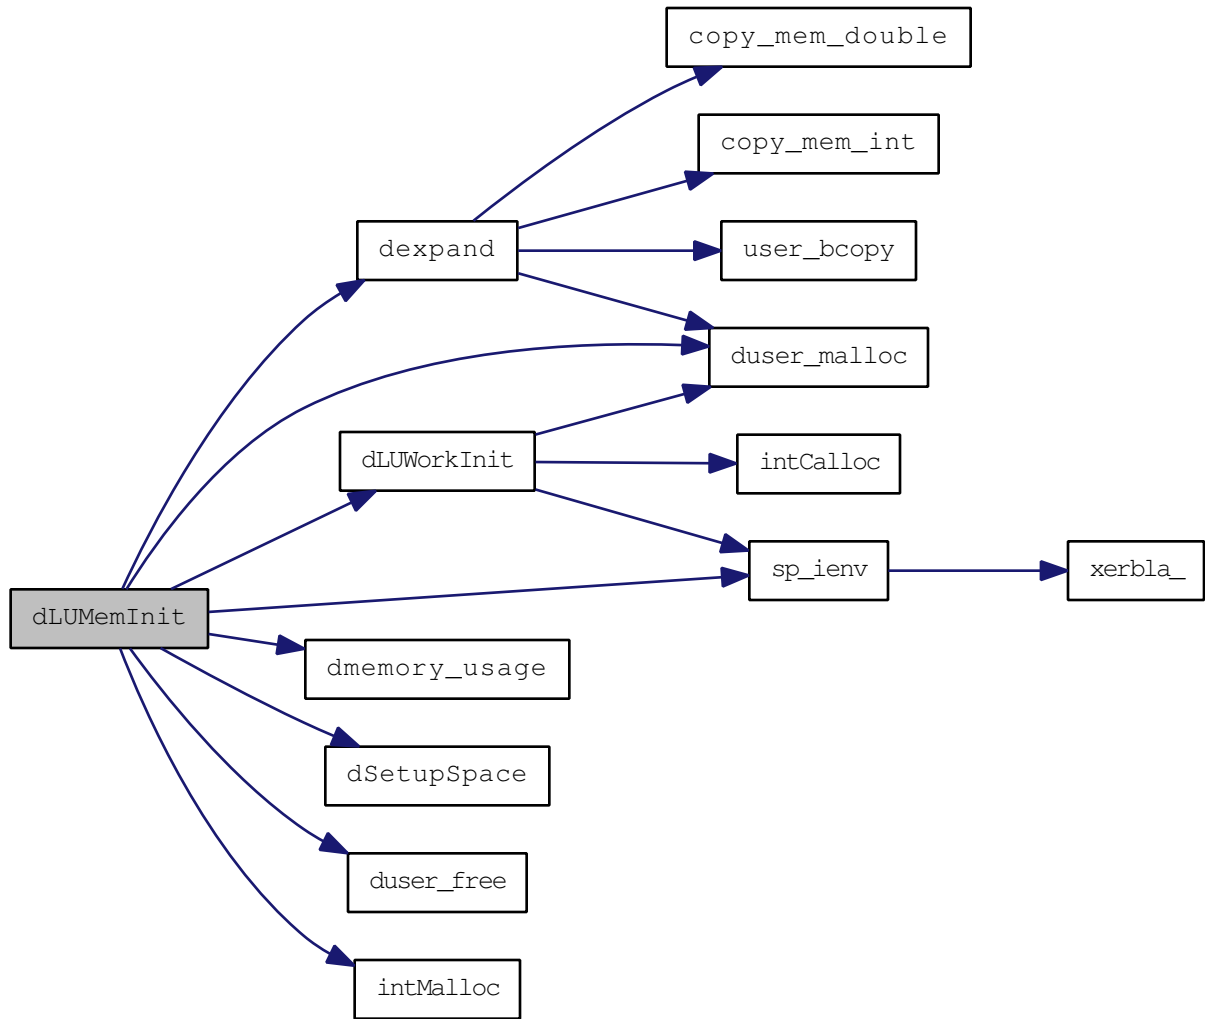 copy_mem_double
copy_mem_int
dexpand
user_bcopy
duser_malloc
dLUWorkInit
intCalloc
sp_ienv
xerbla_
dLUMemInit
dmemory_usage
dSetupSpace
duser_free
intMalloc